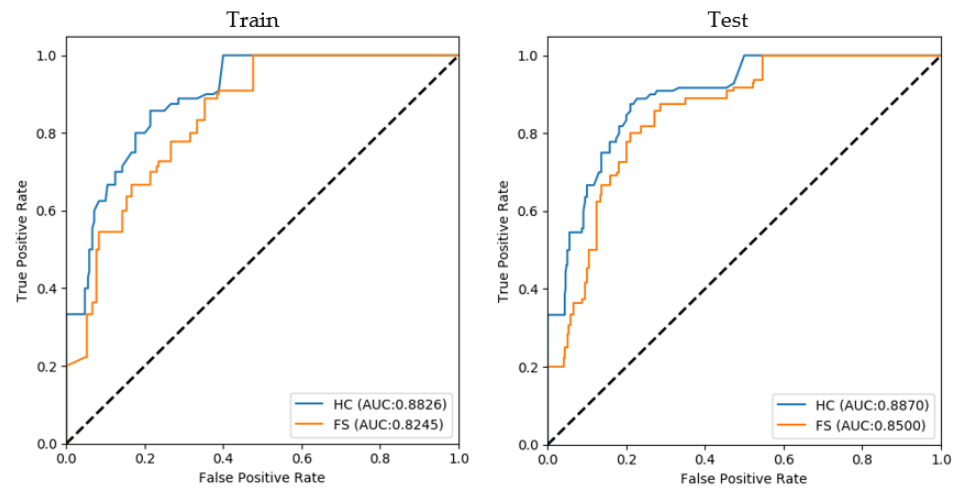 Train
1.0
0.8
0.6
0.4
0.2
0.0
True Positive Rate
0.0 0.2 0.4 0.6 0.8 1.0
False Positive Rate
HC (AUC:0.8826)
FS (AUC:0.8245)
Test
1.0
0.8
0.6
0.4
0.2
0.0
True Positive Rate
0.0 0.2 0.4 0.6 0.8 1.0
False Positive Rate
HC (AUC:0.8870)
FS (AUC:0.8500)